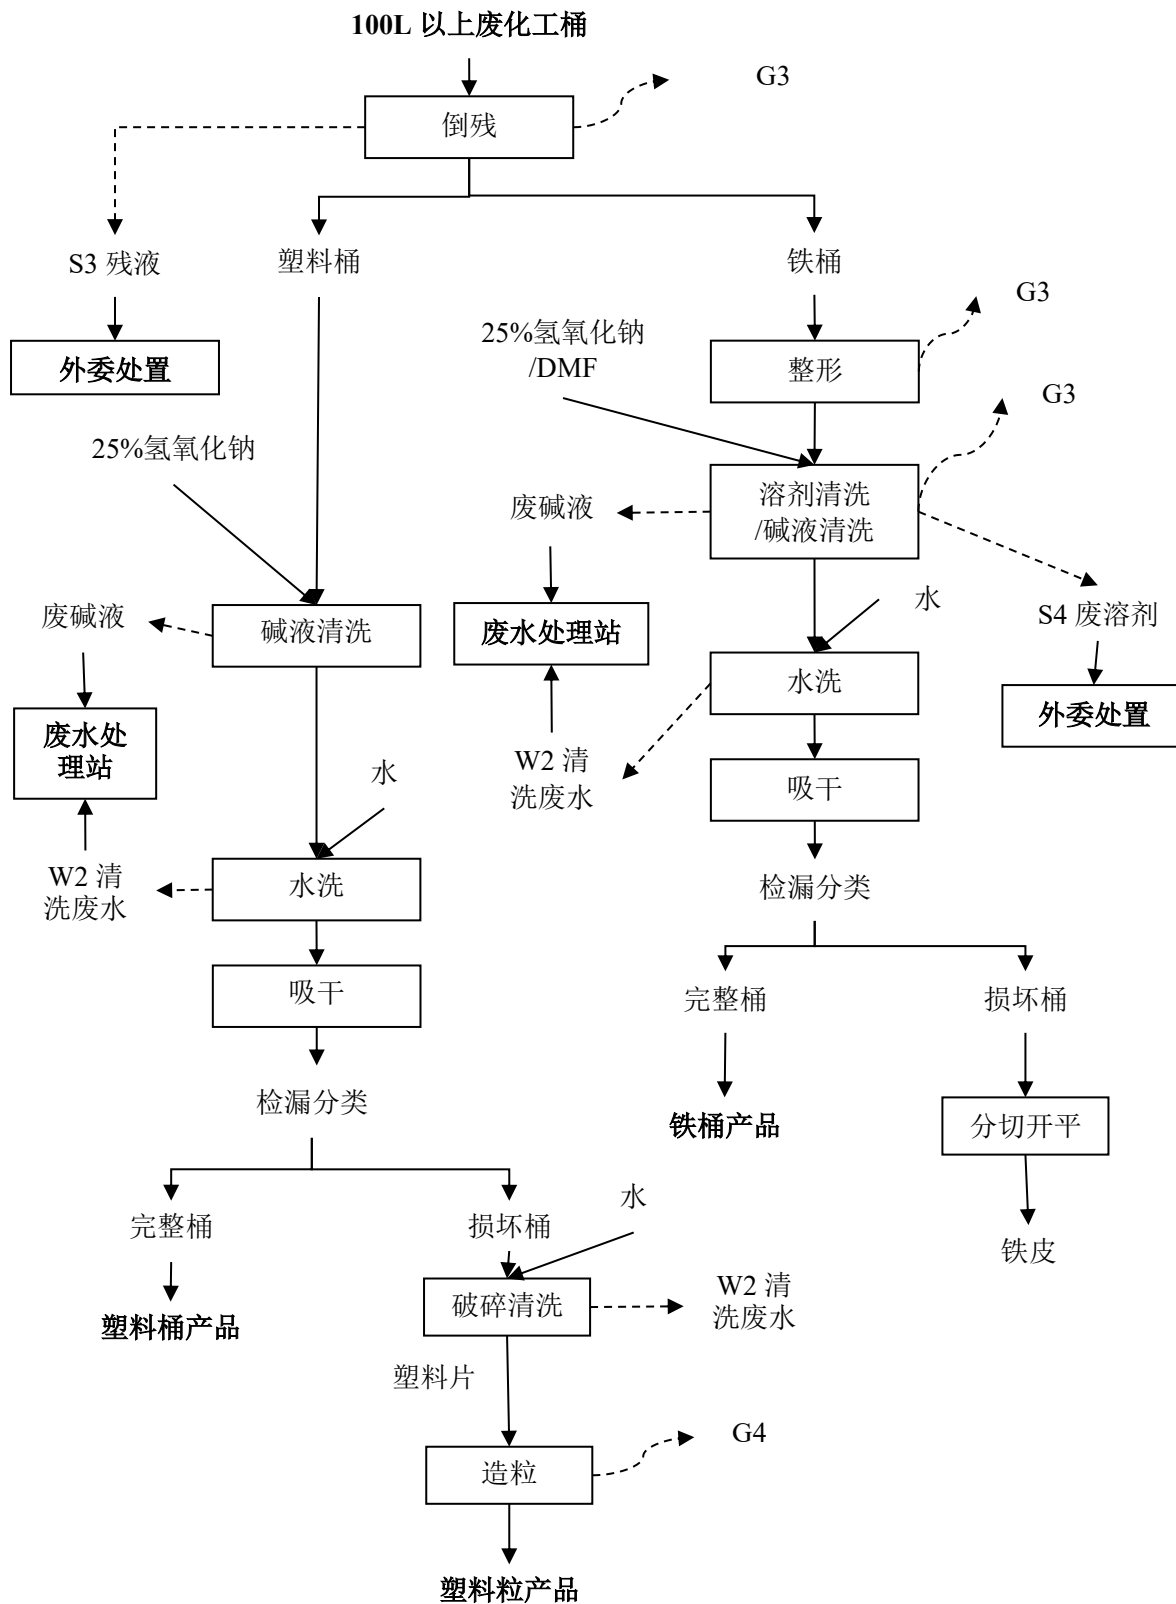 100L 以上废化工桶
G3
倒残
S3 残液
塑料桶
铁桶
G3
25%氢氧化钠
/DMF
外委处置
整形
G3
25%氢氧化钠
废碱液
溶剂清洗
/碱液清洗
水
废碱液
碱液清洗
废水处理站
S4 废溶剂
水洗
外委处置
废水处
理站
水
W2 清
洗废水
吸干
W2 清
洗废水
水洗
检漏分类
吸干
完整桶
损坏桶
检漏分类
铁桶产品
分切开平
完整桶
损坏桶
水
铁皮
塑料桶产品
破碎清洗
W2 清
洗废水
塑料片
G4
造粒
塑料粒产品